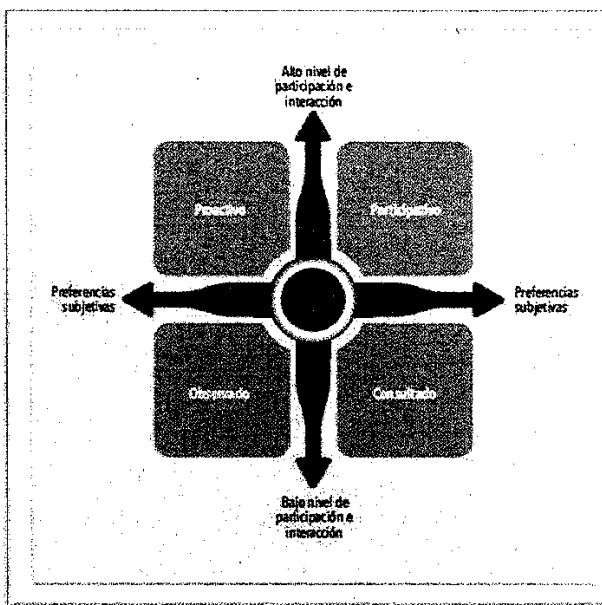 Alto nivel de
participación e
interacción
Proactivo
Participativo
Preferencias
subjetivas
Preferencias
subjetivas
Observado
Consultado
Bajo nivel de
participación e
interacción